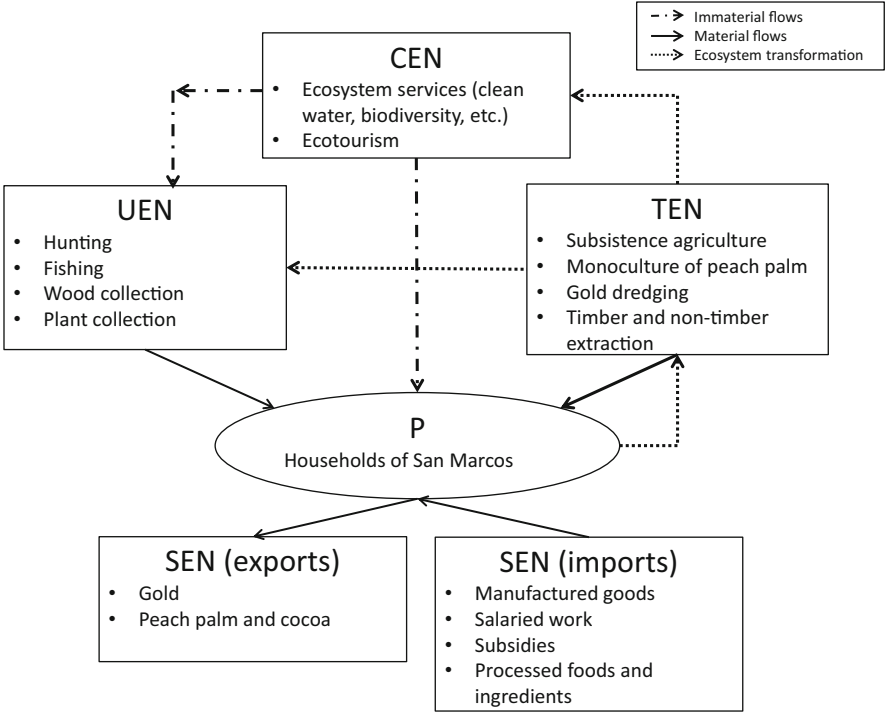 Immaterial flows
Material flows
Ecosystem transformation
CEN
• Ecosystem services (clean
water, biodiversity, etc.)
• Ecotourism
UEN
• Hunting
• Fishing
• Wood collection
• Plant collection
TEN
• Subsistence agriculture
• Monoculture of peach palm
• Gold dredging
• Timber and non-timber
extraction
P
Households of San Marcos
SEN (exports)
• Gold
• Peach palm and cocoa
SEN (imports)
• Manufactured goods
• Salaried work
• Subsidies
• Processed foods and
ingredients